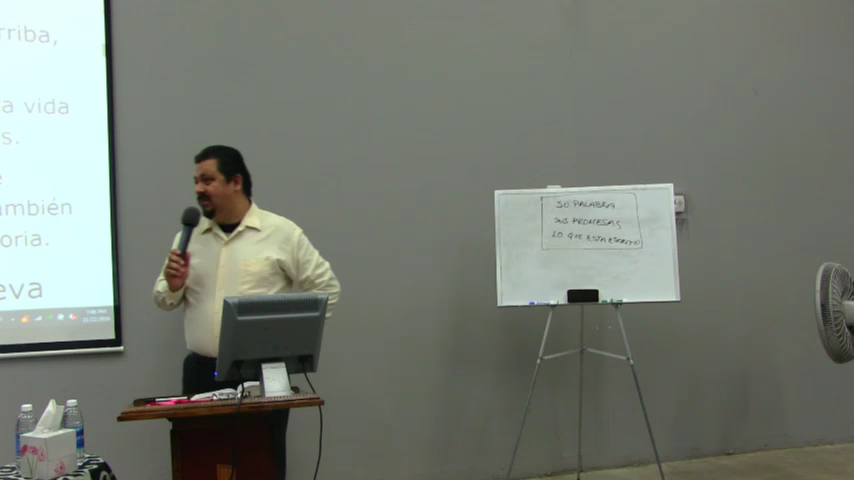 rriba,
a vida
s.
ambién
oria.
eva
SU PALABRA
SUS PROMESAS,
LO QUE ESTA ESCRITO